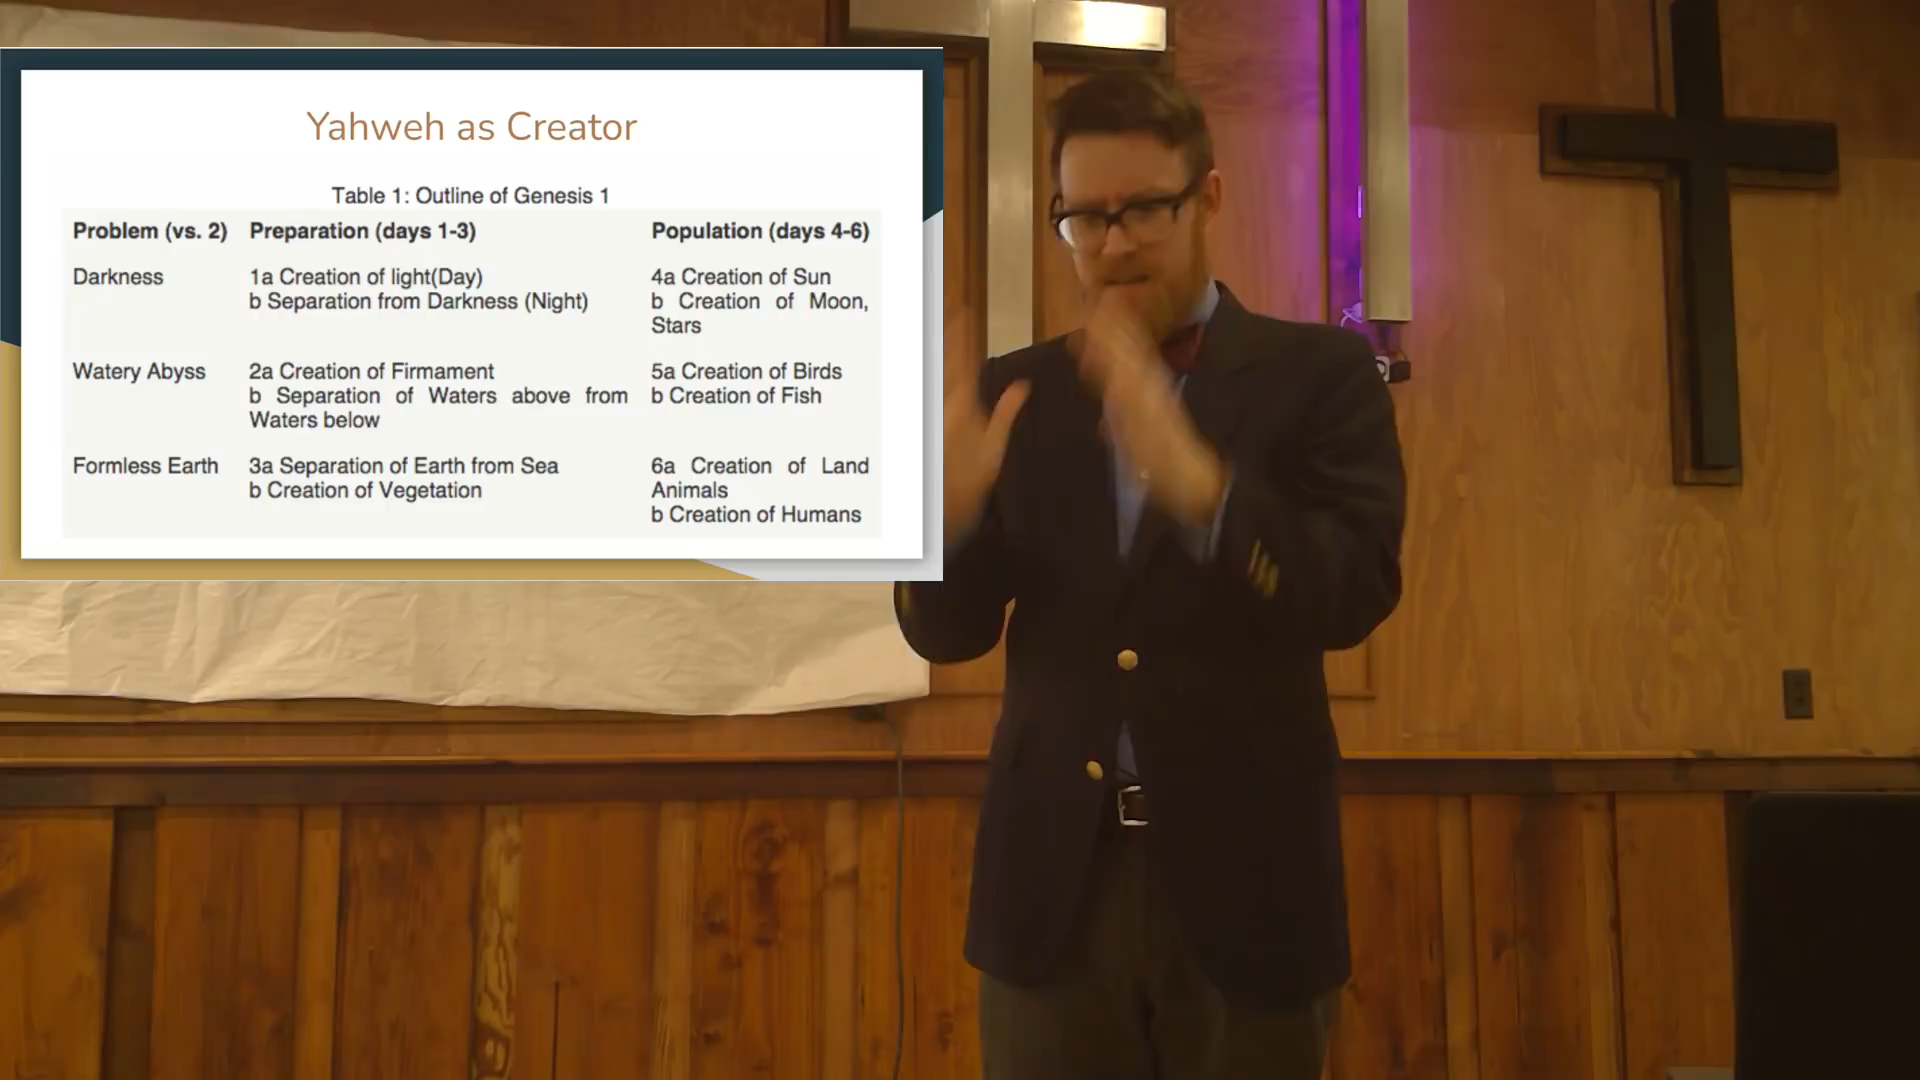 Yahweh as Creator
Table 1: Outline of Genesis 1
Problem (vs. 2) Preparation (days 1-3) Population (days 4-6)
Darkness 1a Creation of light(Day) 4a Creation of Sun
b Separation from Darkness (Night) b Creation of Moon,
Stars
Watery Abyss 2a Creation of Firmament 5a Creation of Birds
b Separation of Waters above from b Creation of Fish
Waters below
Formless Earth 3a Separation of Earth from Sea 6a Creation of Land
b Creation of Vegetation Animals
b Creation of Humans